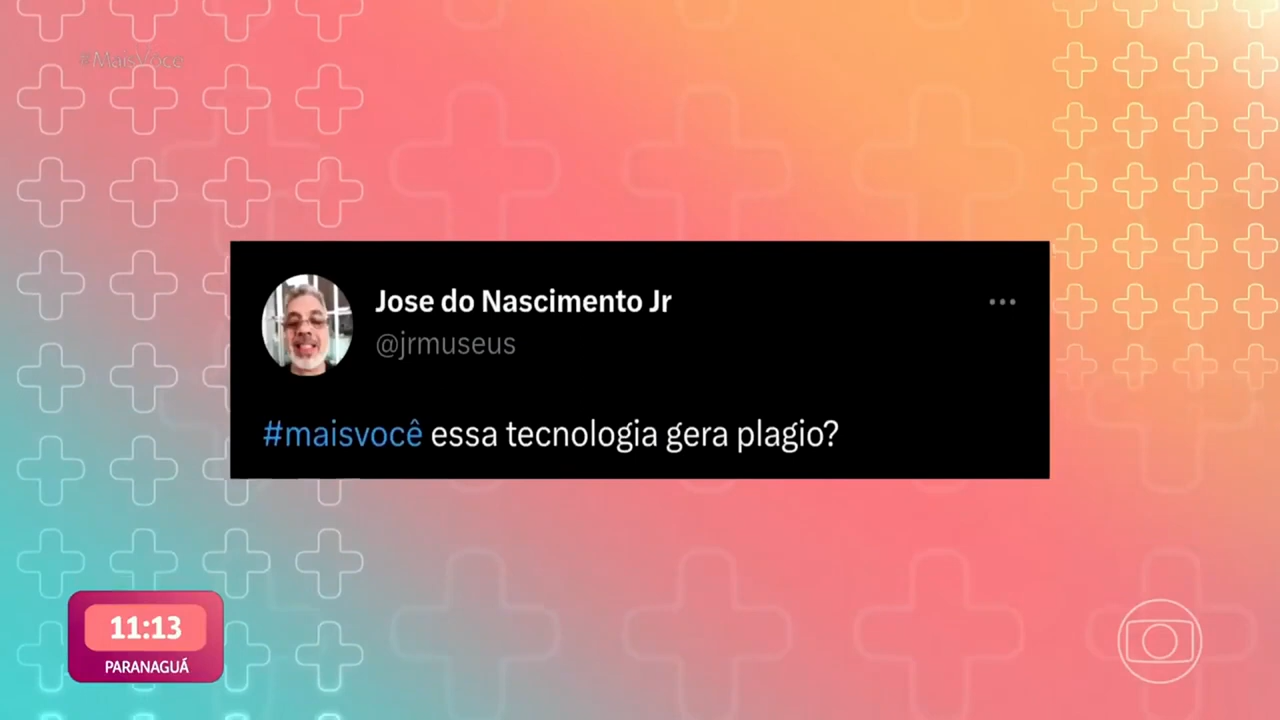 #MaisVocê
Jose do Nascimento Jr
@jrmuseus
#maisvocê essa tecnologia gera plagio?
11:13
PARANAGUÁ